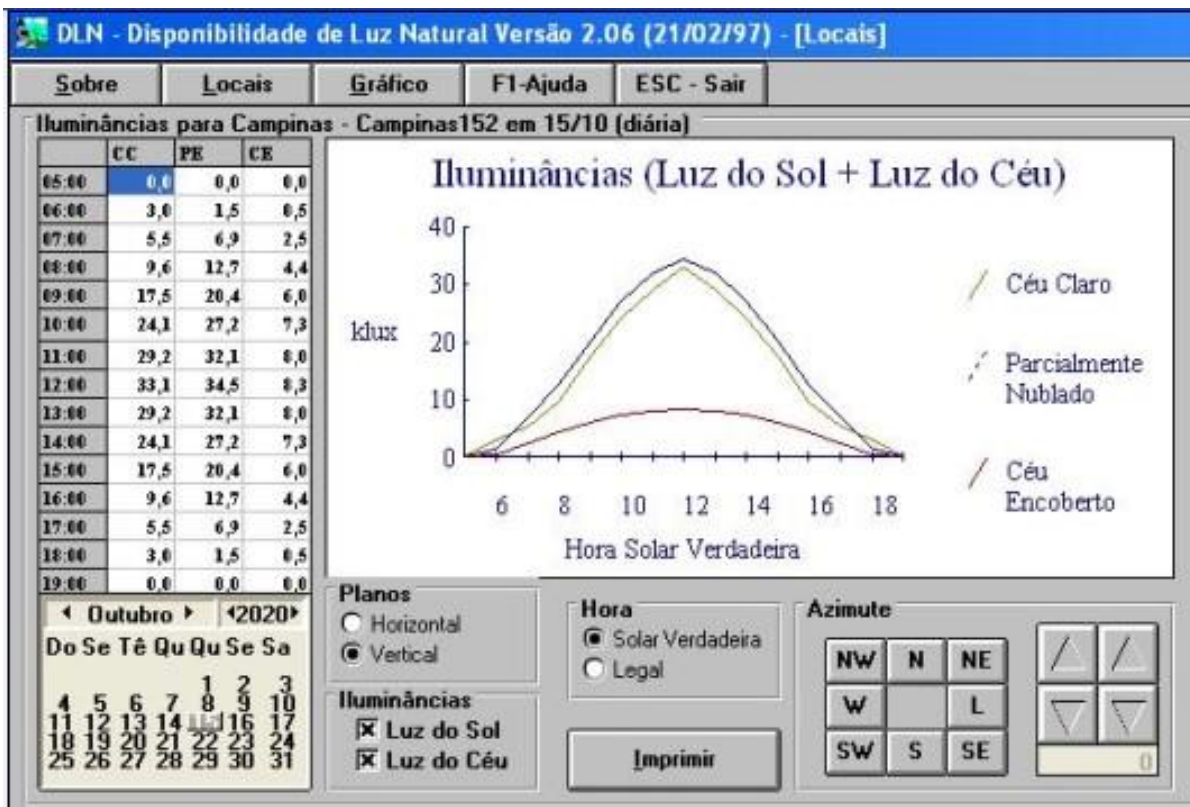 DLN - Disponibilidade de Luz Natural Versão 2.06 (21/02/97) - [Locais]
Sobre Locais Gráfico F1-Ajuda ESC - Sair
Iluminâncias para Campinas - Campinas152 em 15/10 (diária)
CC PE CE
05:00 0,0 0,0 0,0
06:00 3,0 1,5 0,5
07:00 5,5 6,9 2,5
08:00 9,6 12,7 4,4
09:00 17,5 20,4 6,0
10:00 24,1 27,2 7,3
11:00 29,2 32,1 8,0
12:00 33,1 34,5 8,3
13:00 29,2 32,1 8,0
14:00 24,1 27,2 7,3
15:00 17,5 20,4 6,0
16:00 9,6 12,7 4,4
17:00 5,5 6,9 2,5
18:00 3,0 1,5 0,5
19:00 0,0 0,0 0,0
Iluminâncias (Luz do Sol + Luz do Céu)
40
30
klux
20
10
0
6 8 10 12 14 16 18
Hora Solar Verdadeira
Céu Claro
Parcialmente
Nublado
Céu
Encoberto
Outubro 2020
Do Se Tê Qu Qu Se Sa
1 2 3
4 5 6 7 8 9 10
11 12 13 14 15 16 17
18 19 20 21 22 23 24
25 26 27 28 29 30 31
Planos
Horizontal
Vertical
Iluminâncias
Luz do Sol
Luz do Céu
Hora
Solar Verdadeira
Legal
Imprimir
Azimute
NW N NE
W L
SW S SE
0